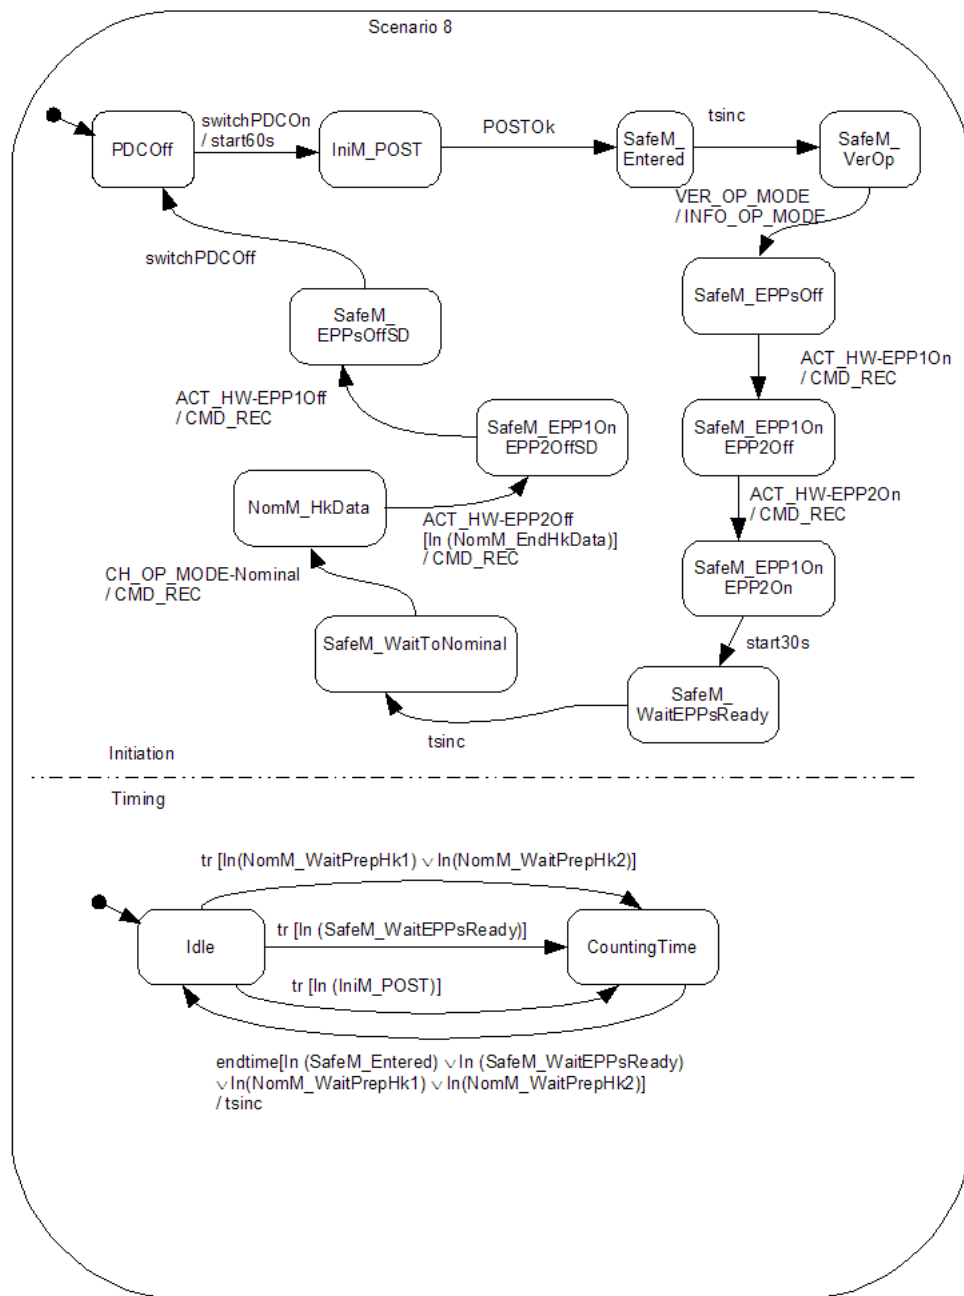 Scenario 8
PDCOff
switchPDCOn
/ start60s
IniM_POST
POSTOk
SafeM_
Entered
tsinc
SafeM_
VerOp
VER_OP_MODE
/ INFO_OP_MODE
switchPDCOff
SafeM_EPPsOff
SafeM_
EPPsOffSD
ACT_HW-EPP1On
/ CMD_REC
ACT_HW-EPP1Off
/ CMD_REC
SafeM_EPP1On
EPP2OffSD
SafeM_EPP1On
EPP2Off
NomM_HkData
ACT_HW-EPP2Off
[In (NomM_EndHkData)]
/ CMD_REC
ACT_HW-EPP2On
/ CMD_REC
SafeM_EPP1On
EPP2On
CH_OP_MODE-Nominal
/ CMD_REC
SafeM_WaitToNominal
start30s
SafeM_
WaitEPPsReady
tsinc
Initiation
Timing
tr [In(NomM_WaitPrepHk1) ∨ In(NomM_WaitPrepHk2)]
Idle
tr [In (SafeM_WaitEPPsReady)]
CountingTime
tr [In (IniM_POST)]
endtime[In (SafeM_Entered) ∨ In (SafeM_WaitEPPsReady)
∨ In(NomM_WaitPrepHk1) ∨ In(NomM_WaitPrepHk2)]
/ tsinc